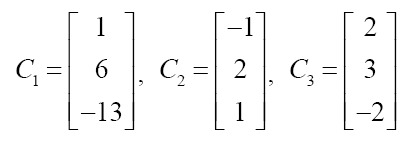 C₁ = [1 6 −13], C₂ = [−1 2 1], C₃ = [2 3 −2]